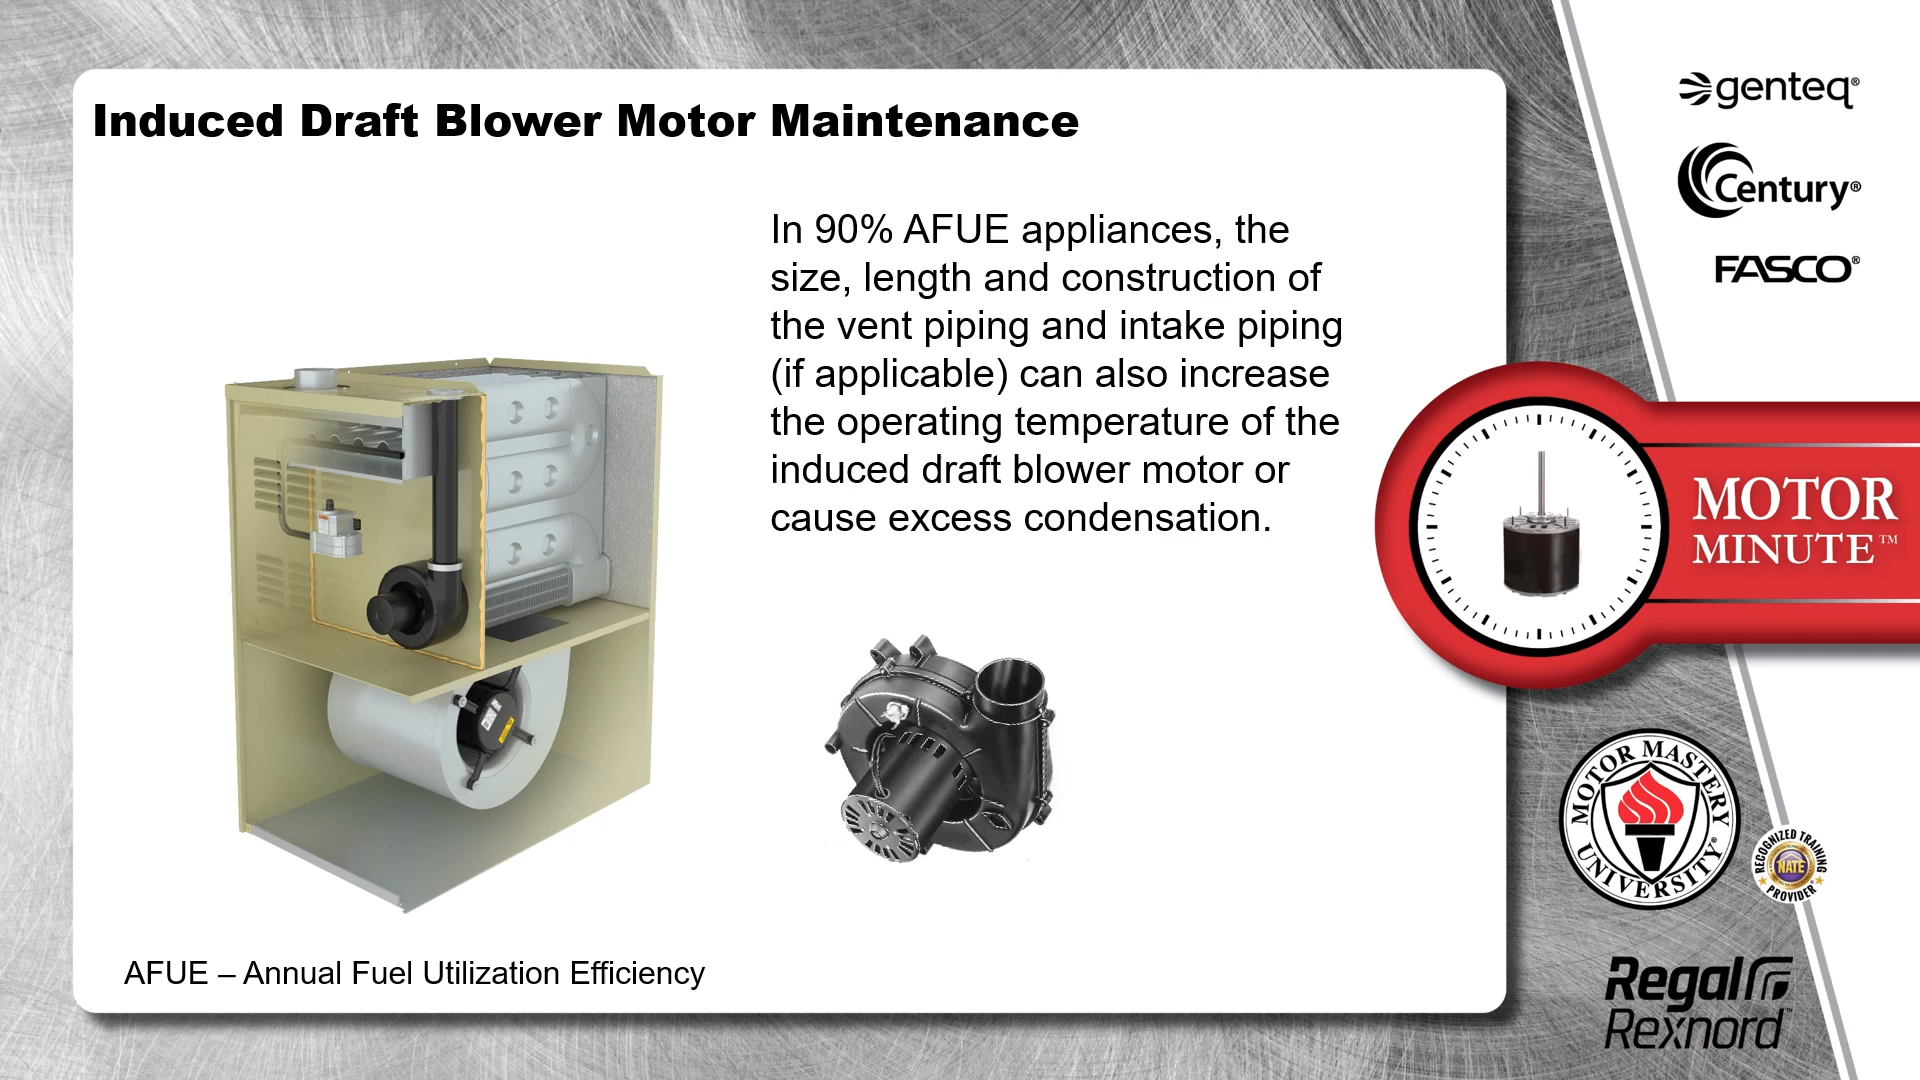 Induced Draft Blower Motor Maintenance
In 90% AFUE appliances, the
size, length and construction of
the vent piping and intake piping
(if applicable) can also increase
the operating temperature of the
induced draft blower motor or
cause excess condensation.
AFUE – Annual Fuel Utilization Efficiency
genteq®
Century®
FASCO®
MOTOR
MINUTE™
MOTOR MASTERY
UNIVERSITY®
RECOGNIZED TRAINING
NATE
PROVIDER
Regal
Rexnord™